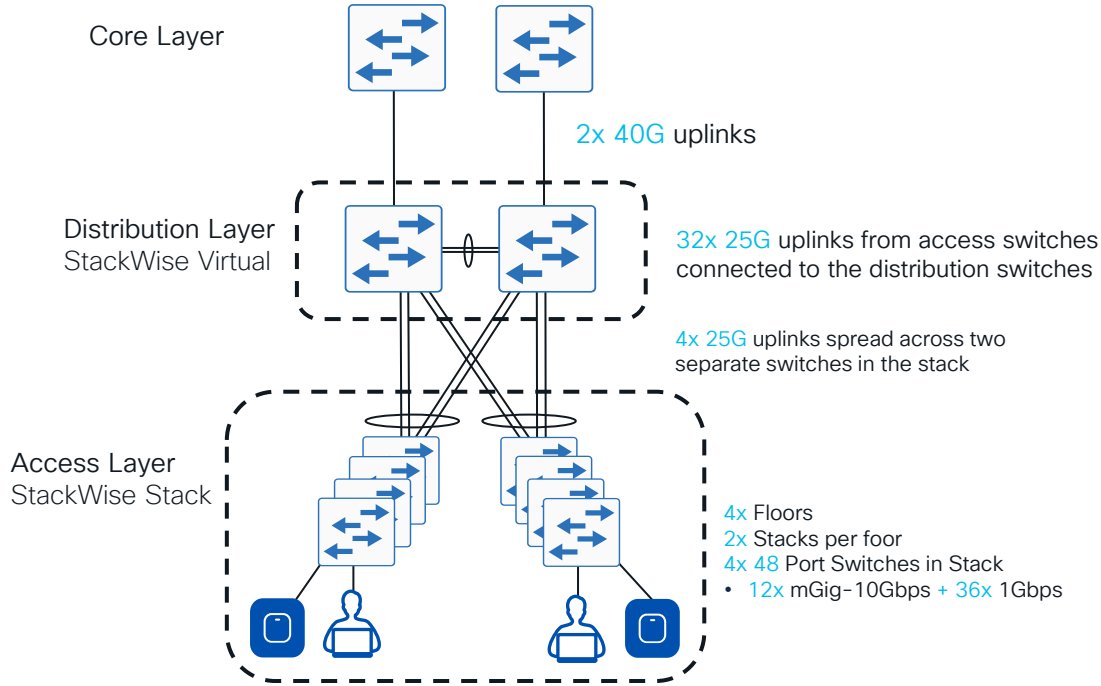 Core Layer
2x 40G uplinks
Distribution Layer
StackWise Virtual
32x 25G uplinks from access switches
connected to the distribution switches
4x 25G uplinks spread across two
separate switches in the stack
Access Layer
StackWise Stack
4x Floors
2x Stacks per foor
4x 48 Port Switches in Stack
• 12x mGig-10Gbps + 36x 1Gbps